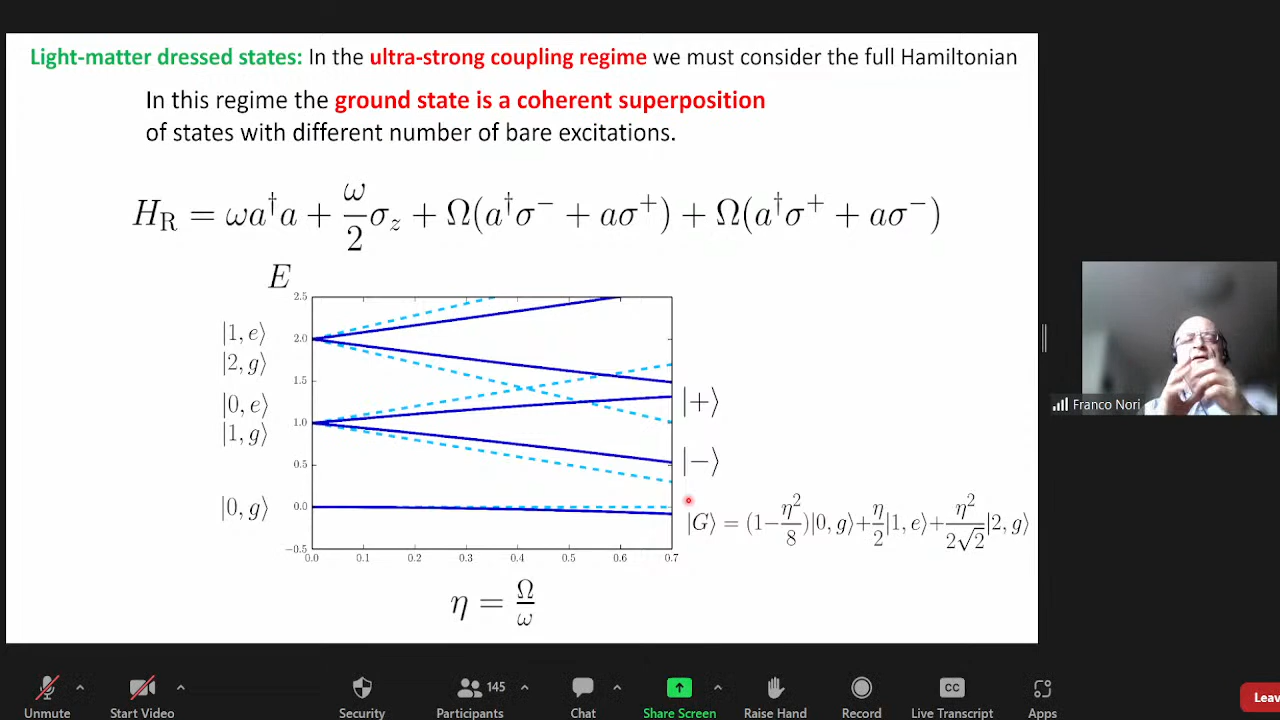 Light-matter dressed states: In the ultra-strong coupling regime we must consider the full Hamiltonian
In this regime the ground state is a coherent superposition
of states with different number of bare excitations.
H_R = ωa†a + ω/2 σ_z + Ω(a†σ⁻ + aσ⁺) + Ω(a†σ⁺ + aσ⁻)
E
2.5
|1, e⟩
2.0
|2, g⟩
1.5
|0, e⟩
|+⟩
1.0
|1, g⟩
0.5
|−⟩
|0, g⟩
0.0
|G⟩ = (1−η²/8)|0, g⟩+η/2|1, e⟩+η²/2√2|2, g⟩
−0.5
0.0 0.1 0.2 0.3 0.4 0.5 0.6 0.7
η = Ω/ω
Franco Nori
145
Unmute
Start Video
Security
Participants
Chat
Share Screen
Raise Hand
Record
CC
Live Transcript
Apps
Leav